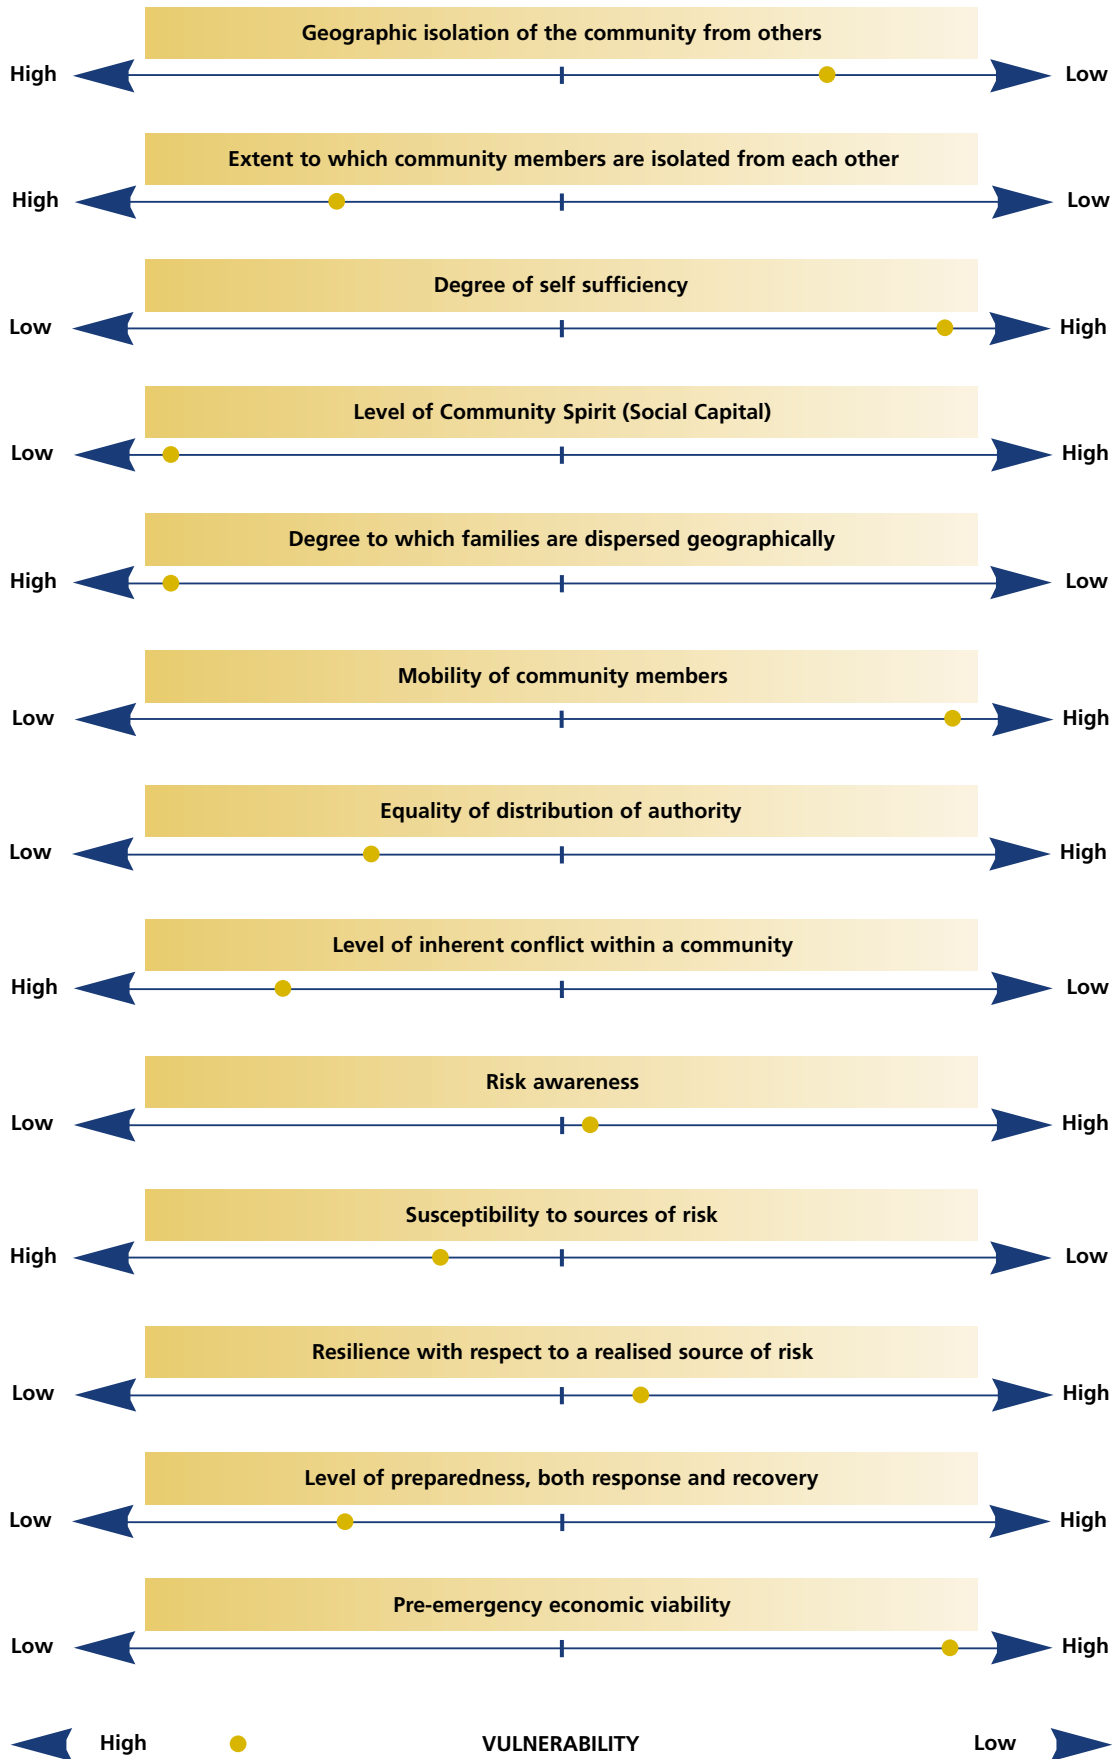 Geographic isolation of the community from others
High Low
Extent to which community members are isolated from each other
High Low
Degree of self sufficiency
Low High
Level of Community Spirit (Social Capital)
Low High
Degree to which families are dispersed geographically
High Low
Mobility of community members
Low High
Equality of distribution of authority
Low High
Level of inherent conflict within a community
High Low
Risk awareness
Low High
Susceptibility to sources of risk
High Low
Resilience with respect to a realised source of risk
Low High
Level of preparedness, both response and recovery
Low High
Pre-emergency economic viability
Low High
High VULNERABILITY Low